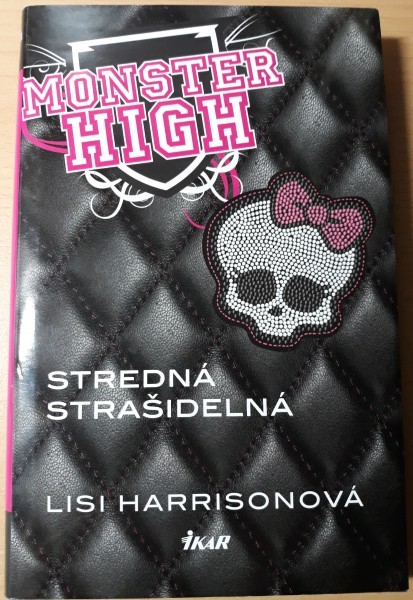 MONSTER
HIGH
STREDNÁ
STRAŠIDELNÁ
LISI HARRISONOVÁ
IKAR